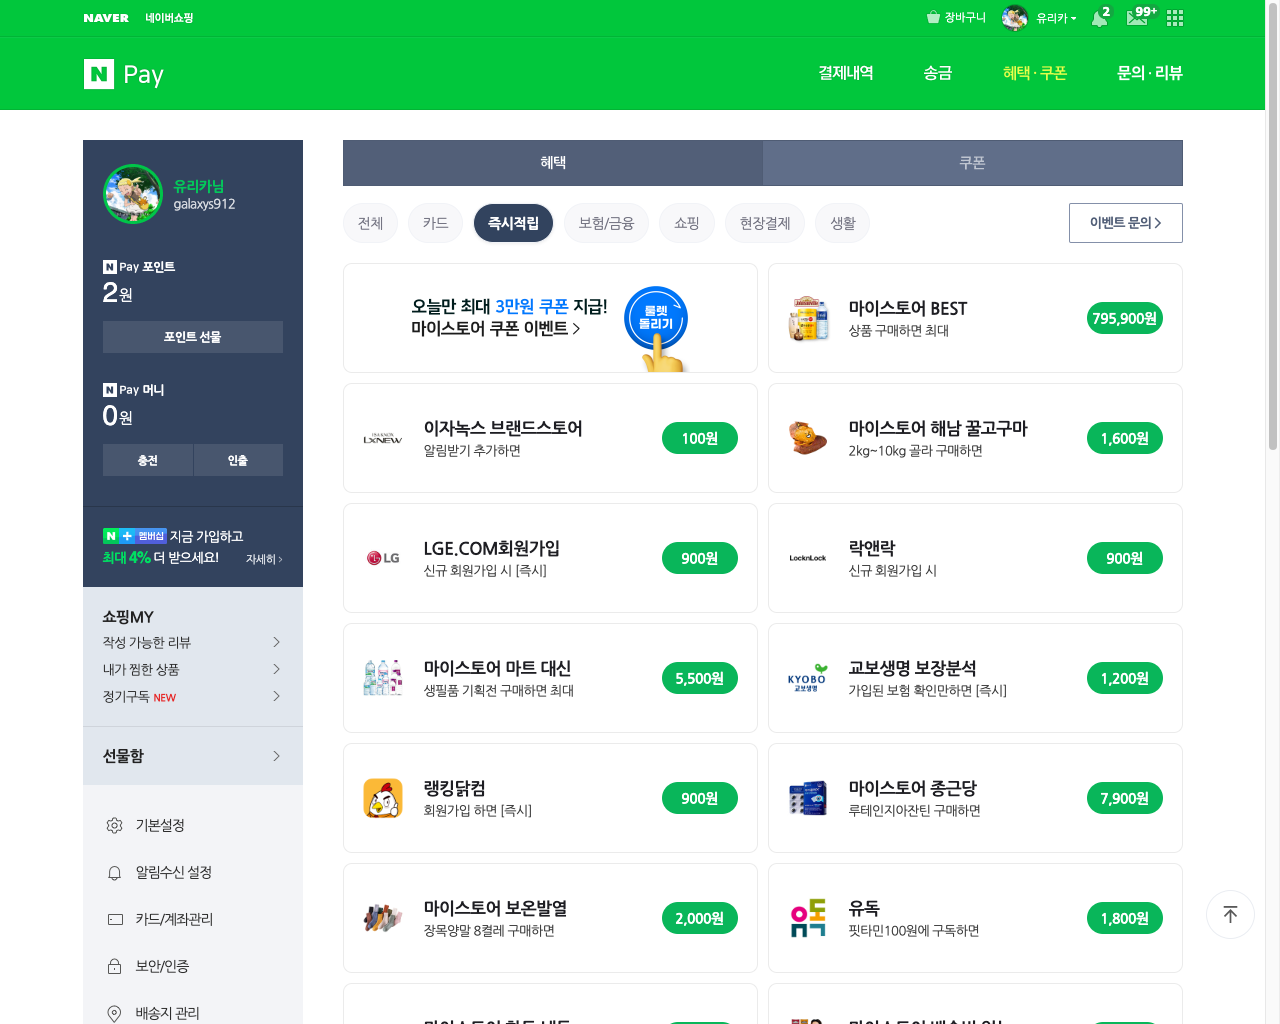 NAVER 네이버쇼핑
장바구니 유리카 2 99+
N Pay
결제내역 송금 혜택 · 쿠폰 문의 · 리뷰
유리카님
galaxys912
N Pay 포인트
2원
포인트 선물
N Pay 머니
0원
충전 인출
N + 멤버십 지금 가입하고
최대 4% 더 받으세요! 자세히
쇼핑MY
작성 가능한 리뷰
내가 찜한 상품
정기구독 NEW
선물함
기본설정
알림수신 설정
카드/계좌관리
보안/인증
배송지 관리
혜택 쿠폰
전체 카드 즉시적립 보험/금융 쇼핑 현장결제 생활
이벤트 문의
오늘만 최대 3만원 쿠폰 지급!
마이스토어 쿠폰 이벤트
룰렛
돌리기
마이스토어 BEST
상품 구매하면 최대
795,900원
LXNEW
이자녹스 브랜드스토어
알림받기 추가하면
100원
마이스토어 해남 꿀고구마
2kg~10kg 골라 구매하면
1,600원
LG
LGE.COM회원가입
신규 회원가입 시 [즉시]
900원
LocknLock
락앤락
신규 회원가입 시
900원
마이스토어 마트 대신
생필품 기획전 구매하면 최대
5,500원
KYOBO
교보생명
교보생명 보장분석
가입된 보험 확인만하면 [즉시]
1,200원
랭킹닭컴
회원가입 하면 [즉시]
900원
마이스토어 종근당
루테인지아잔틴 구매하면
7,900원
마이스토어 보온발열
장목양말 8켤레 구매하면
2,000원
유독
유독
핏타민100원에 구독하면
1,800원